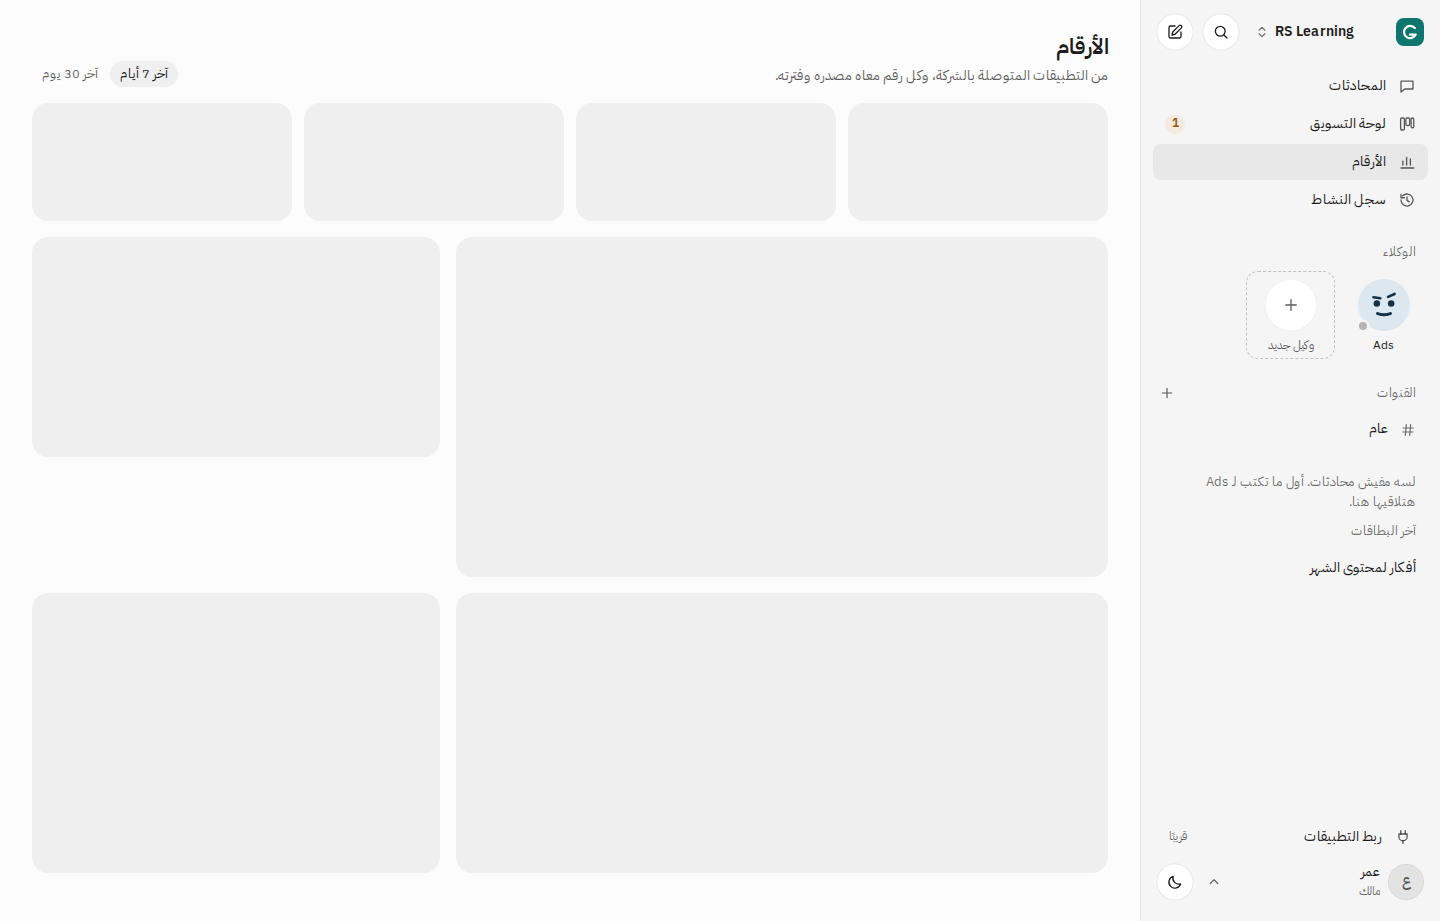 RS Learning
المحادثات
لوحة التسويق
1
الأرقام
سجل النشاط
الوكلاء
Ads
وكيل جديد
القنوات
عام
لسه مفيش محادثات. أول ما تكتب لـ Ads
هتلاقيها هنا.
آخر البطاقات
أفكار لمحتوى الشهر
ربط التطبيقات
قريبًا
ع
عمر
مالك
الأرقام
من التطبيقات المتوصلة بالشركة، وكل رقم معاه مصدره وفترته.
آخر 7 أيام
آخر 30 يوم